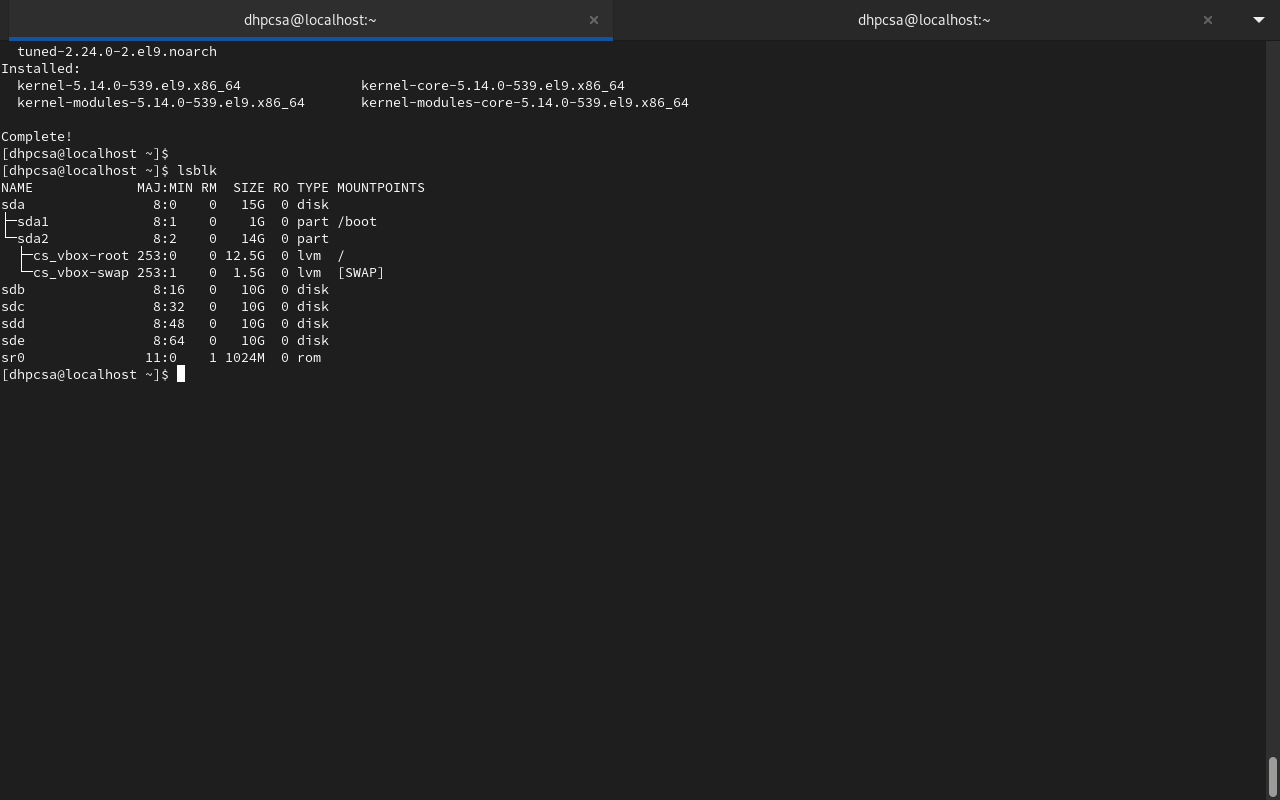 dhpcsa@localhost:~ × dhpcsa@localhost:~ ×
  tuned-2.24.0-2.el9.noarch
Installed:
  kernel-5.14.0-539.el9.x86_64               kernel-core-5.14.0-539.el9.x86_64
  kernel-modules-5.14.0-539.el9.x86_64       kernel-modules-core-5.14.0-539.el9.x86_64

Complete!
[dhpcsa@localhost ~]$
[dhpcsa@localhost ~]$ lsblk
NAME             MAJ:MIN RM  SIZE RO TYPE MOUNTPOINTS
sda                8:0    0   15G  0 disk
├─sda1             8:1    0    1G  0 part /boot
└─sda2             8:2    0   14G  0 part
  ├─cs_vbox-root 253:0    0 12.5G  0 lvm  /
  └─cs_vbox-swap 253:1    0  1.5G  0 lvm  [SWAP]
sdb                8:16   0   10G  0 disk
sdc                8:32   0   10G  0 disk
sdd                8:48   0   10G  0 disk
sde                8:64   0   10G  0 disk
sr0               11:0    1 1024M  0 rom
[dhpcsa@localhost ~]$